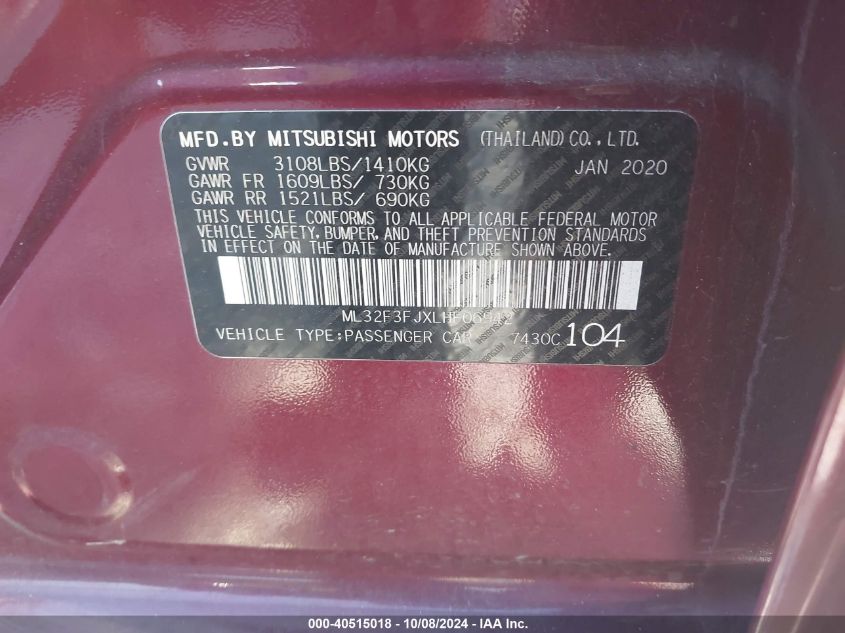 MFD.BY MITSUBISHI MOTORS (THAILAND) CO.,LTD.
GVWR 3108LBS/1410KG JAN 2020
GAWR FR 1609LBS/ 730KG
GAWR RR 1521LBS/ 690KG
THIS VEHICLE CONFORMS TO ALL APPLICABLE FEDERAL MOTOR
VEHICLE SAFETY, BUMPER, AND THEFT PREVENTION STANDARDS
IN EFFECT ON THE DATE OF MANUFACTURE SHOWN ABOVE.
ML32F3FJXLHF06942
VEHICLE TYPE:PASSENGER CAR 7430C 104
000-40515018 - 10/08/2024 - IAA Inc.